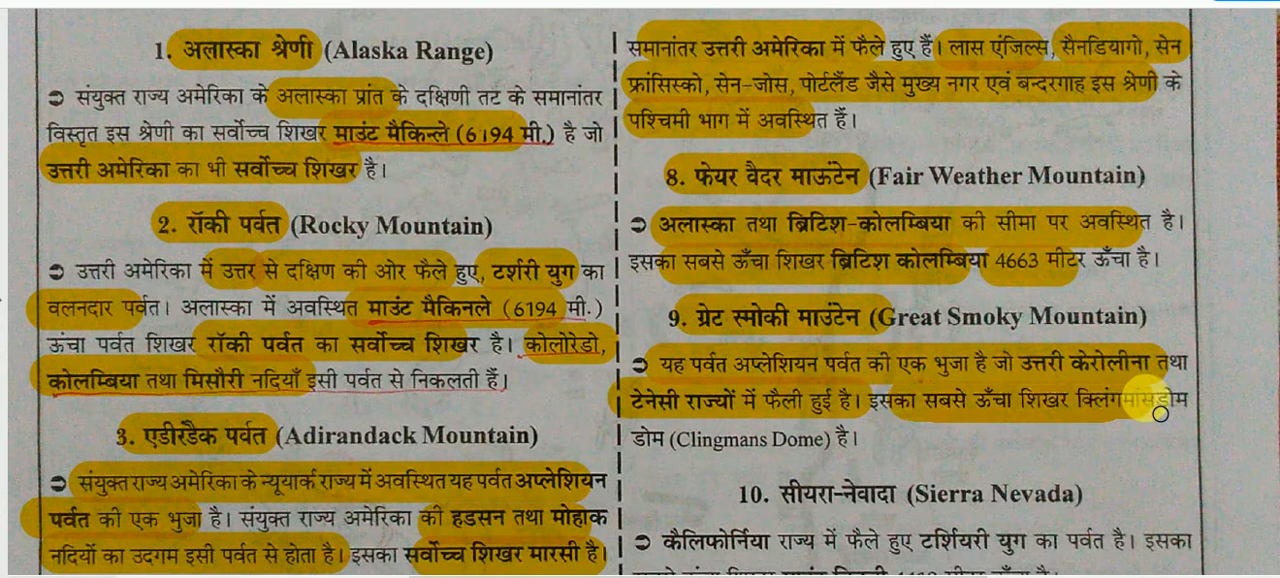 1. अलास्का श्रेणी (Alaska Range)
➲ संयुक्त राज्य अमेरिका के अलास्का प्रांत के दक्षिणी तट के समानांतर
विस्तृत इस श्रेणी का सर्वोच्च शिखर माउंट मैकिन्ले (6194 मी.) है जो
उत्तरी अमेरिका का भी सर्वोच्च शिखर है।
2. रॉकी पर्वत (Rocky Mountain)
➲ उत्तरी अमेरिका में उत्तर से दक्षिण की ओर फैले हुए, टर्शरी युग का
वलनदार पर्वत। अलास्का में अवस्थित माउंट मैकिनले (6194 मी.)
ऊंचा पर्वत शिखर रॉकी पर्वत का सर्वोच्च शिखर है। कोलोरेडो,
कोलम्बिया तथा मिसौरी नदियाँ इसी पर्वत से निकलती हैं।
3. एडीरडैक पर्वत (Adirandack Mountain)
➲ संयुक्त राज्य अमेरिका के न्यूयार्क राज्य में अवस्थित यह पर्वत अप्लेशियन
पर्वत की एक भुजा है। संयुक्त राज्य अमेरिका की हडसन तथा मोहाक
नदियों का उदगम इसी पर्वत से होता है। इसका सर्वोच्च शिखर मारसी है।
समानांतर उत्तरी अमेरिका में फैले हुए हैं। लास एंजिल्स, सैनडियागो, सेन
फ्रांसिस्को, सेन-जोस, पोर्टलैंड जैसे मुख्य नगर एवं बन्दरगाह इस श्रेणी के
पश्चिमी भाग में अवस्थित हैं।
8. फेयर वैदर माऊंटेन (Fair Weather Mountain)
➲ अलास्का तथा ब्रिटिश-कोलम्बिया की सीमा पर अवस्थित है।
इसका सबसे ऊँचा शिखर ब्रिटिश कोलम्बिया 4663 मीटर ऊँचा है।
9. ग्रेट स्मोकी माउंटेन (Great Smoky Mountain)
➲ यह पर्वत अप्लेशियन पर्वत की एक भुजा है जो उत्तरी केरोलीना तथा
टेनेसी राज्यों में फैली हुई है। इसका सबसे ऊँचा शिखर क्लिंगमांसडोम
डोम (Clingmans Dome) है।
10. सीयरा-नेवादा (Sierra Nevada)
➲ कैलिफोर्निया राज्य में फैले हुए टर्शियरी युग का पर्वत है। इसका